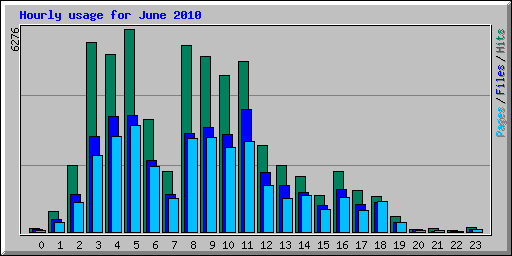 Hourly usage for June 2010
6276
Pages/Files/Hits
0 1 2 3 4 5 6 7 8 9 10 11 12 13 14 15 16 17 18 19 20 21 22 23